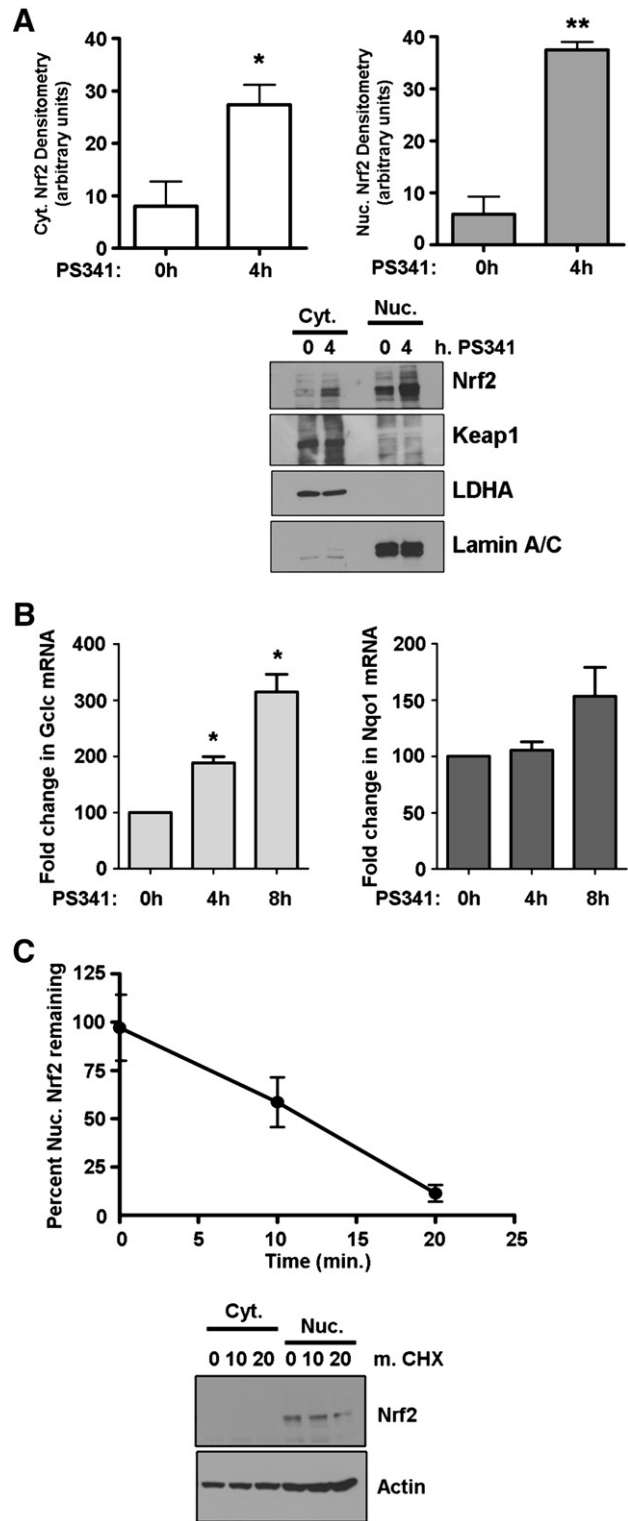 A
Cyt. Nrf2 Densitometry
(arbitrary units)
40
30
20
10
0
*
PS341: 0h 4h
Nuc. Nrf2 Densitometry
(arbitrary units)
40
30
20
10
0
**
PS341: 0h 4h
Cyt. Nuc.
0 4 0 4 h. PS341
Nrf2
Keap1
LDHA
Lamin A/C
B
Fold change in Gclc mRNA
400
300
200
100
0
* *
PS341: 0h 4h 8h
Fold change in Nqo1 mRNA
200
150
100
50
0
PS341: 0h 4h 8h
C
Percent Nuc. Nrf2 remaining
125
100
75
50
25
0
0 5 10 15 20 25
Time (min.)
Cyt. Nuc.
0 10 20 0 10 20 m. CHX
Nrf2
Actin